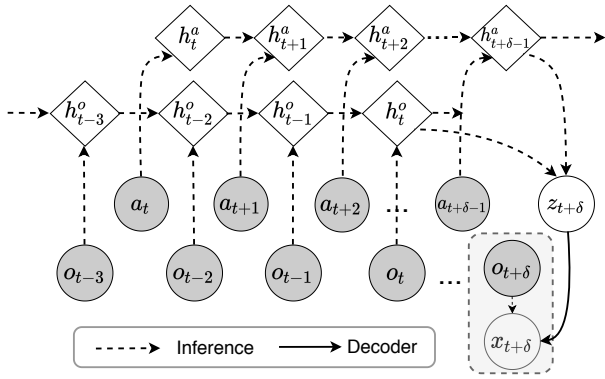 h^a_t h^a_{t+1} h^a_{t+2} ... h^a_{t+δ-1}
h^o_{t-3} h^o_{t-2} h^o_{t-1} h^o_t
a_t a_{t+1} a_{t+2} ... a_{t+δ-1} z_{t+δ}
o_{t-3} o_{t-2} o_{t-1} o_t ... o_{t+δ}
x_{t+δ}
Inference Decoder